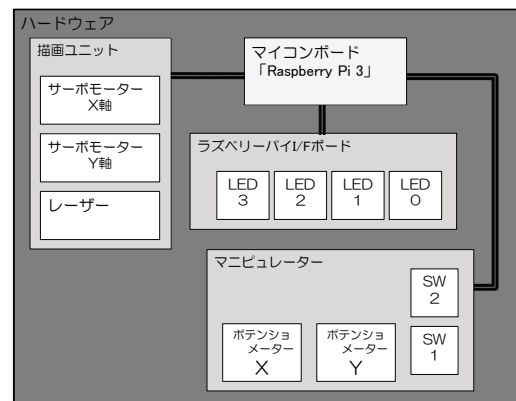 ハードウェア
描画ユニット
サーボモーター
X軸
サーボモーター
Y軸
レーザー
マイコンボード
「Raspberry Pi 3」
ラズベリーパイI/Fボード
LED
3
LED
2
LED
1
LED
0
マニピュレーター
SW
2
ポテンショ
メーター
X
ポテンショ
メーター
Y
SW
1